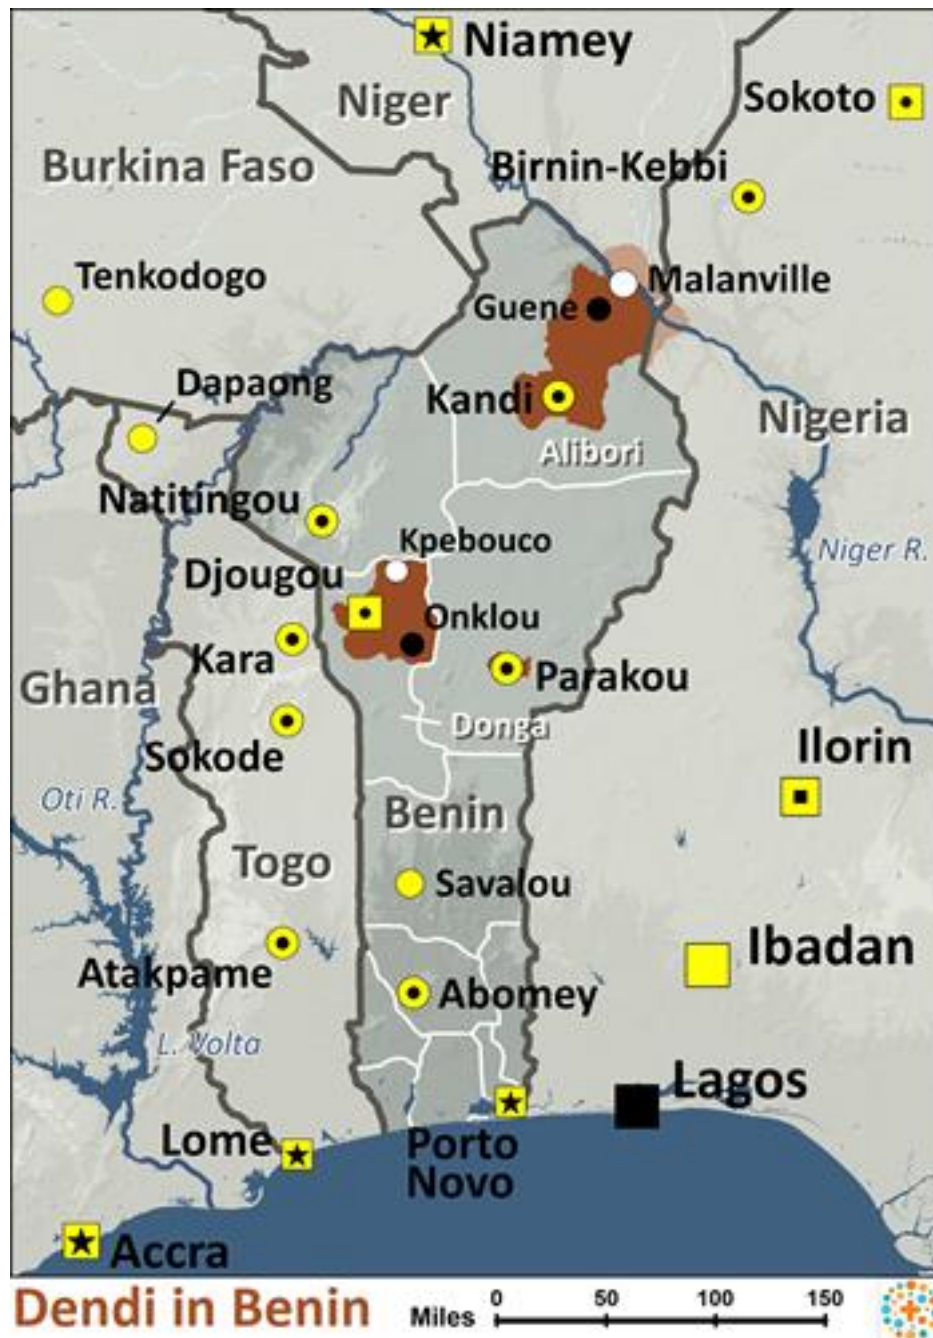 Niamey
Niger
Sokoto
Burkina Faso
Birnin-Kebbi
Tenkodogo
Malanville
Guene
Dapaong
Kandi
Nigeria
Alibori
Natitingou
Kpebouco
Niger R.
Djougou
Onklou
Kara
Parakou
Ghana
Donga
Sokode
Ilorin
Oti R.
Benin
Togo
Savalou
Ibadan
Atakpame
Abomey
L. Volta
Lagos
Lome
Porto
Novo
Accra
Dendi in Benin
Miles 0 50 100 150